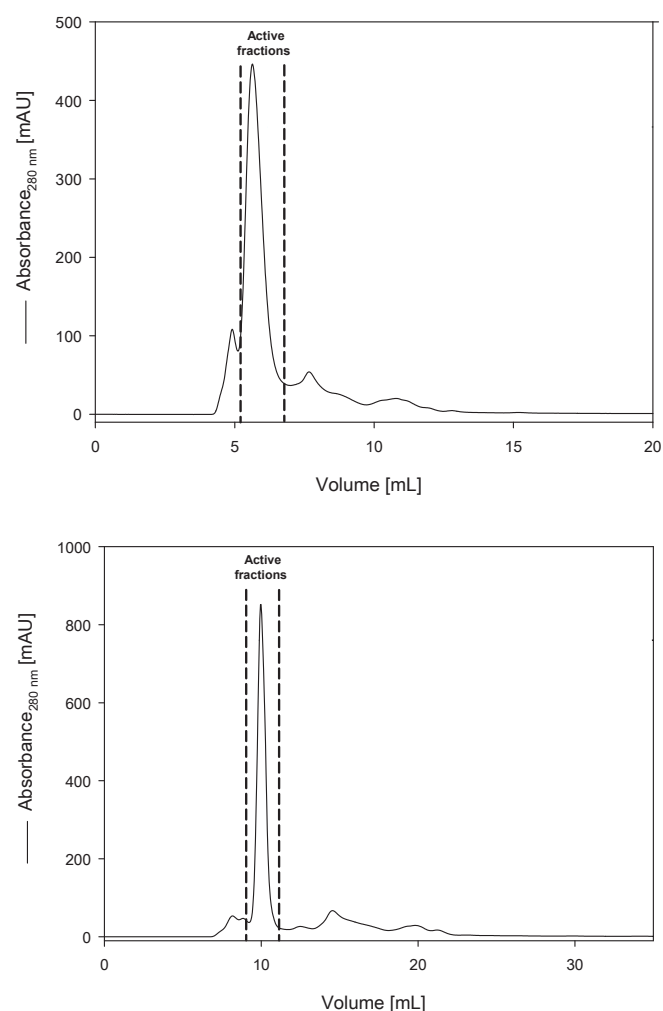 Active
fractions
500
400
300
200
100
0
— Absorbance280 nm [mAU]
0 5 10 15 20
Volume [mL]
Active
fractions
1000
800
600
400
200
0
— Absorbance280 nm [mAU]
0 10 20 30
Volume [mL]